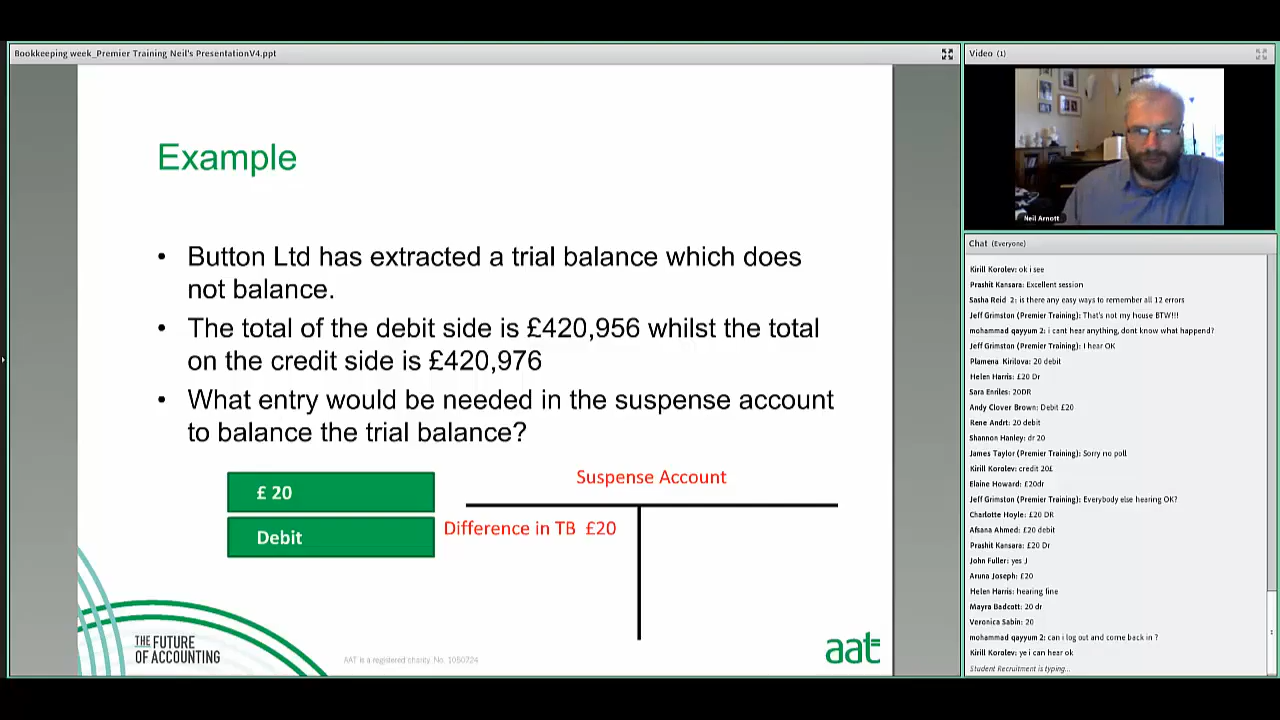 Bookkeeping week_Premier Training Neil's PresentationV4.ppt
Example
• Button Ltd has extracted a trial balance which does
not balance.
• The total of the debit side is £420,956 whilst the total
on the credit side is £420,976
• What entry would be needed in the suspense account
to balance the trial balance?
£ 20
Debit
Suspense Account
Difference in TB £20
THE FUTURE
OF ACCOUNTING
AAT is a registered charity. No. 1050724
aat
Video (1)
Neil Arnott
Chat (Everyone)
Kirill Korolev: ok i see
Prashit Kansara: Excellent session
Sasha Reid 2: is there any easy ways to remember all 12 errors
Jeff Grimston (Premier Training): That's not my house BTW!!!
mohammad qayyum 2: i cant hear anything, dont know what happend?
Jeff Grimston (Premier Training): I hear OK
Plamena Kirilova: 20 debit
Helen Harris: £20 Dr
Sara Enriles: 20DR
Andy Clover Brown: Debit £20
Rene Andrt: 20 debit
Shannon Hanley: dr 20
James Taylor (Premier Training): Sorry no poll
Kirill Korolev: credit 20£
Elaine Howard: £20dr
Jeff Grimston (Premier Training): Everybody else hearing OK?
Charlotte Hoyle: £20 DR
Afsana Ahmed: £20 debit
Prashit Kansara: £20 Dr
John Fuller: yes J
Aruna Joseph: £20
Helen Harris: hearing fine
Mayra Badcott: 20 dr
Veronica Sabin: 20
mohammad qayyum 2: can i log out and come back in ?
Kirill Korolev: ye i can hear ok
Student Recruitment is typing...